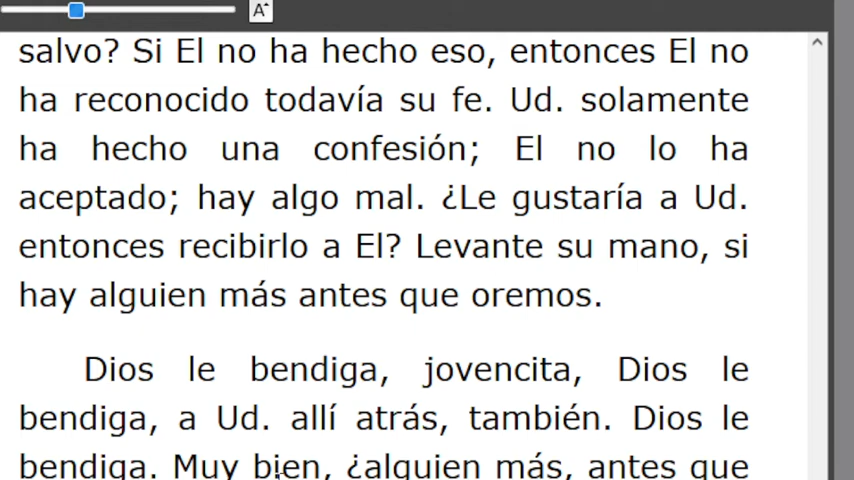 A
salvo? Si El no ha hecho eso, entonces El no
ha reconocido todavía su fe. Ud. solamente
ha hecho una confesión; El no lo ha
aceptado; hay algo mal. ¿Le gustaría a Ud.
entonces recibirlo a El? Levante su mano, si
hay alguien más antes que oremos.
Dios le bendiga, jovencita, Dios le
bendiga, a Ud. allí atrás, también. Dios le
bendiga. Muy bien, ¿alguien más, antes que